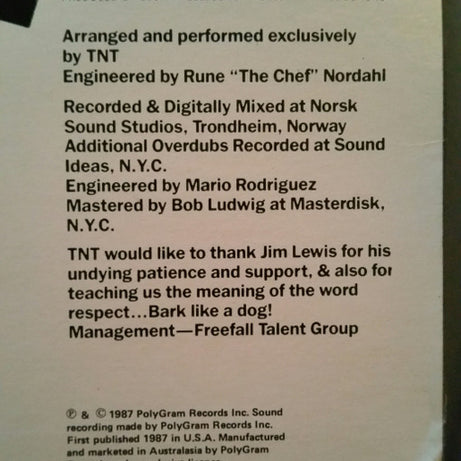 Arranged and performed exclusively
by TNT
Engineered by Rune “The Chef” Nordahl
Recorded & Digitally Mixed at Norsk
Sound Studios, Trondheim, Norway
Additional Overdubs Recorded at Sound
Ideas, N.Y.C.
Engineered by Mario Rodriguez
Mastered by Bob Ludwig at Masterdisk,
N.Y.C.
TNT would like to thank Jim Lewis for his
undying patience and support, & also for
teaching us the meaning of the word
respect...Bark like a dog!
Management—Freefall Talent Group
℗ & © 1987 PolyGram Records Inc. Sound
recording made by PolyGram Records Inc.
First published 1987 in U.S.A. Manufactured
and marketed in Australasia by PolyGram